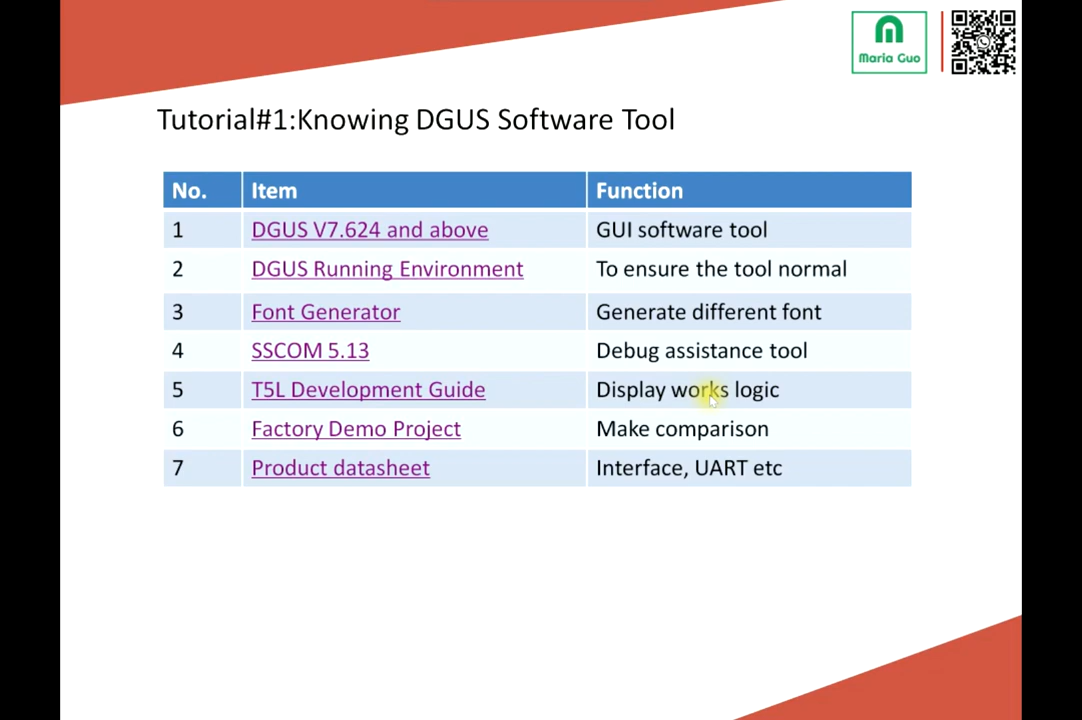 Maria Guo
Tutorial#1:Knowing DGUS Software Tool
No. Item Function
1 DGUS V7.624 and above GUI software tool
2 DGUS Running Environment To ensure the tool normal
3 Font Generator Generate different font
4 SSCOM 5.13 Debug assistance tool
5 T5L Development Guide Display works logic
6 Factory Demo Project Make comparison
7 Product datasheet Interface, UART etc